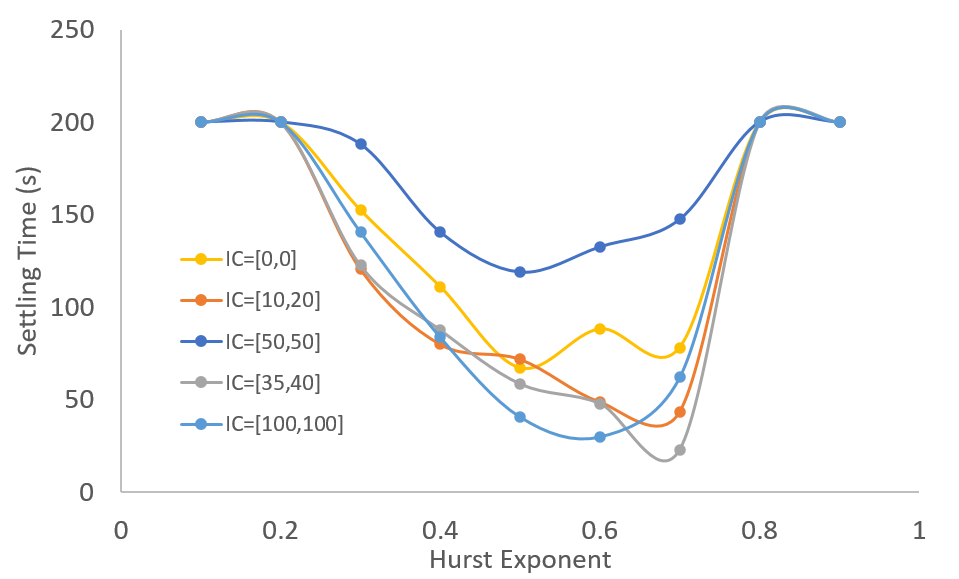 250
200
150
100
50
0
Settling Time (s)
IC=[0,0]
IC=[10,20]
IC=[50,50]
IC=[35,40]
IC=[100,100]
0 0.2 0.4 0.6 0.8 1
Hurst Exponent